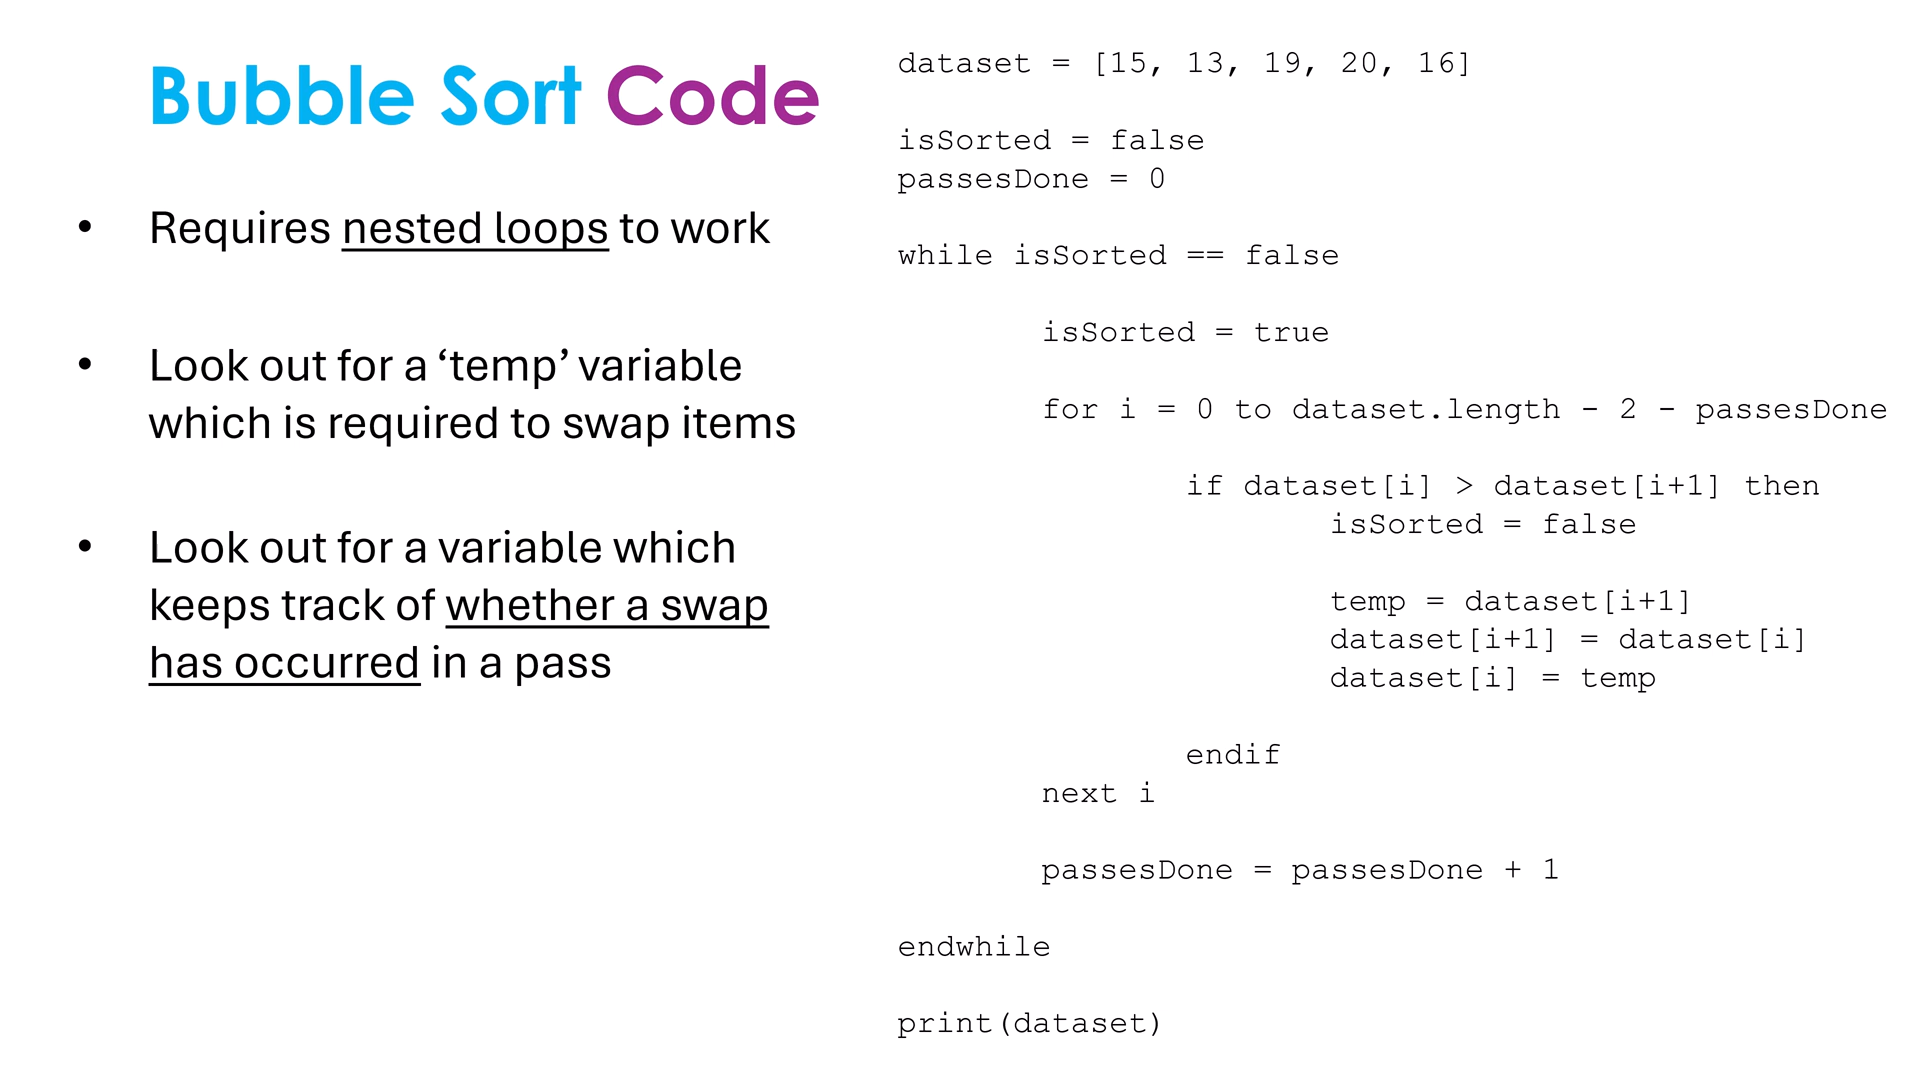 Bubble Sort Code
• Requires nested loops to work
• Look out for a ‘temp’ variable
which is required to swap items
• Look out for a variable which
keeps track of whether a swap
has occurred in a pass
dataset = [15, 13, 19, 20, 16]
isSorted = false
passesDone = 0
while isSorted == false
isSorted = true
for i = 0 to dataset.length - 2 - passesDone
if dataset[i] > dataset[i+1] then
isSorted = false
temp = dataset[i+1]
dataset[i+1] = dataset[i]
dataset[i] = temp
endif
next i
passesDone = passesDone + 1
endwhile
print(dataset)